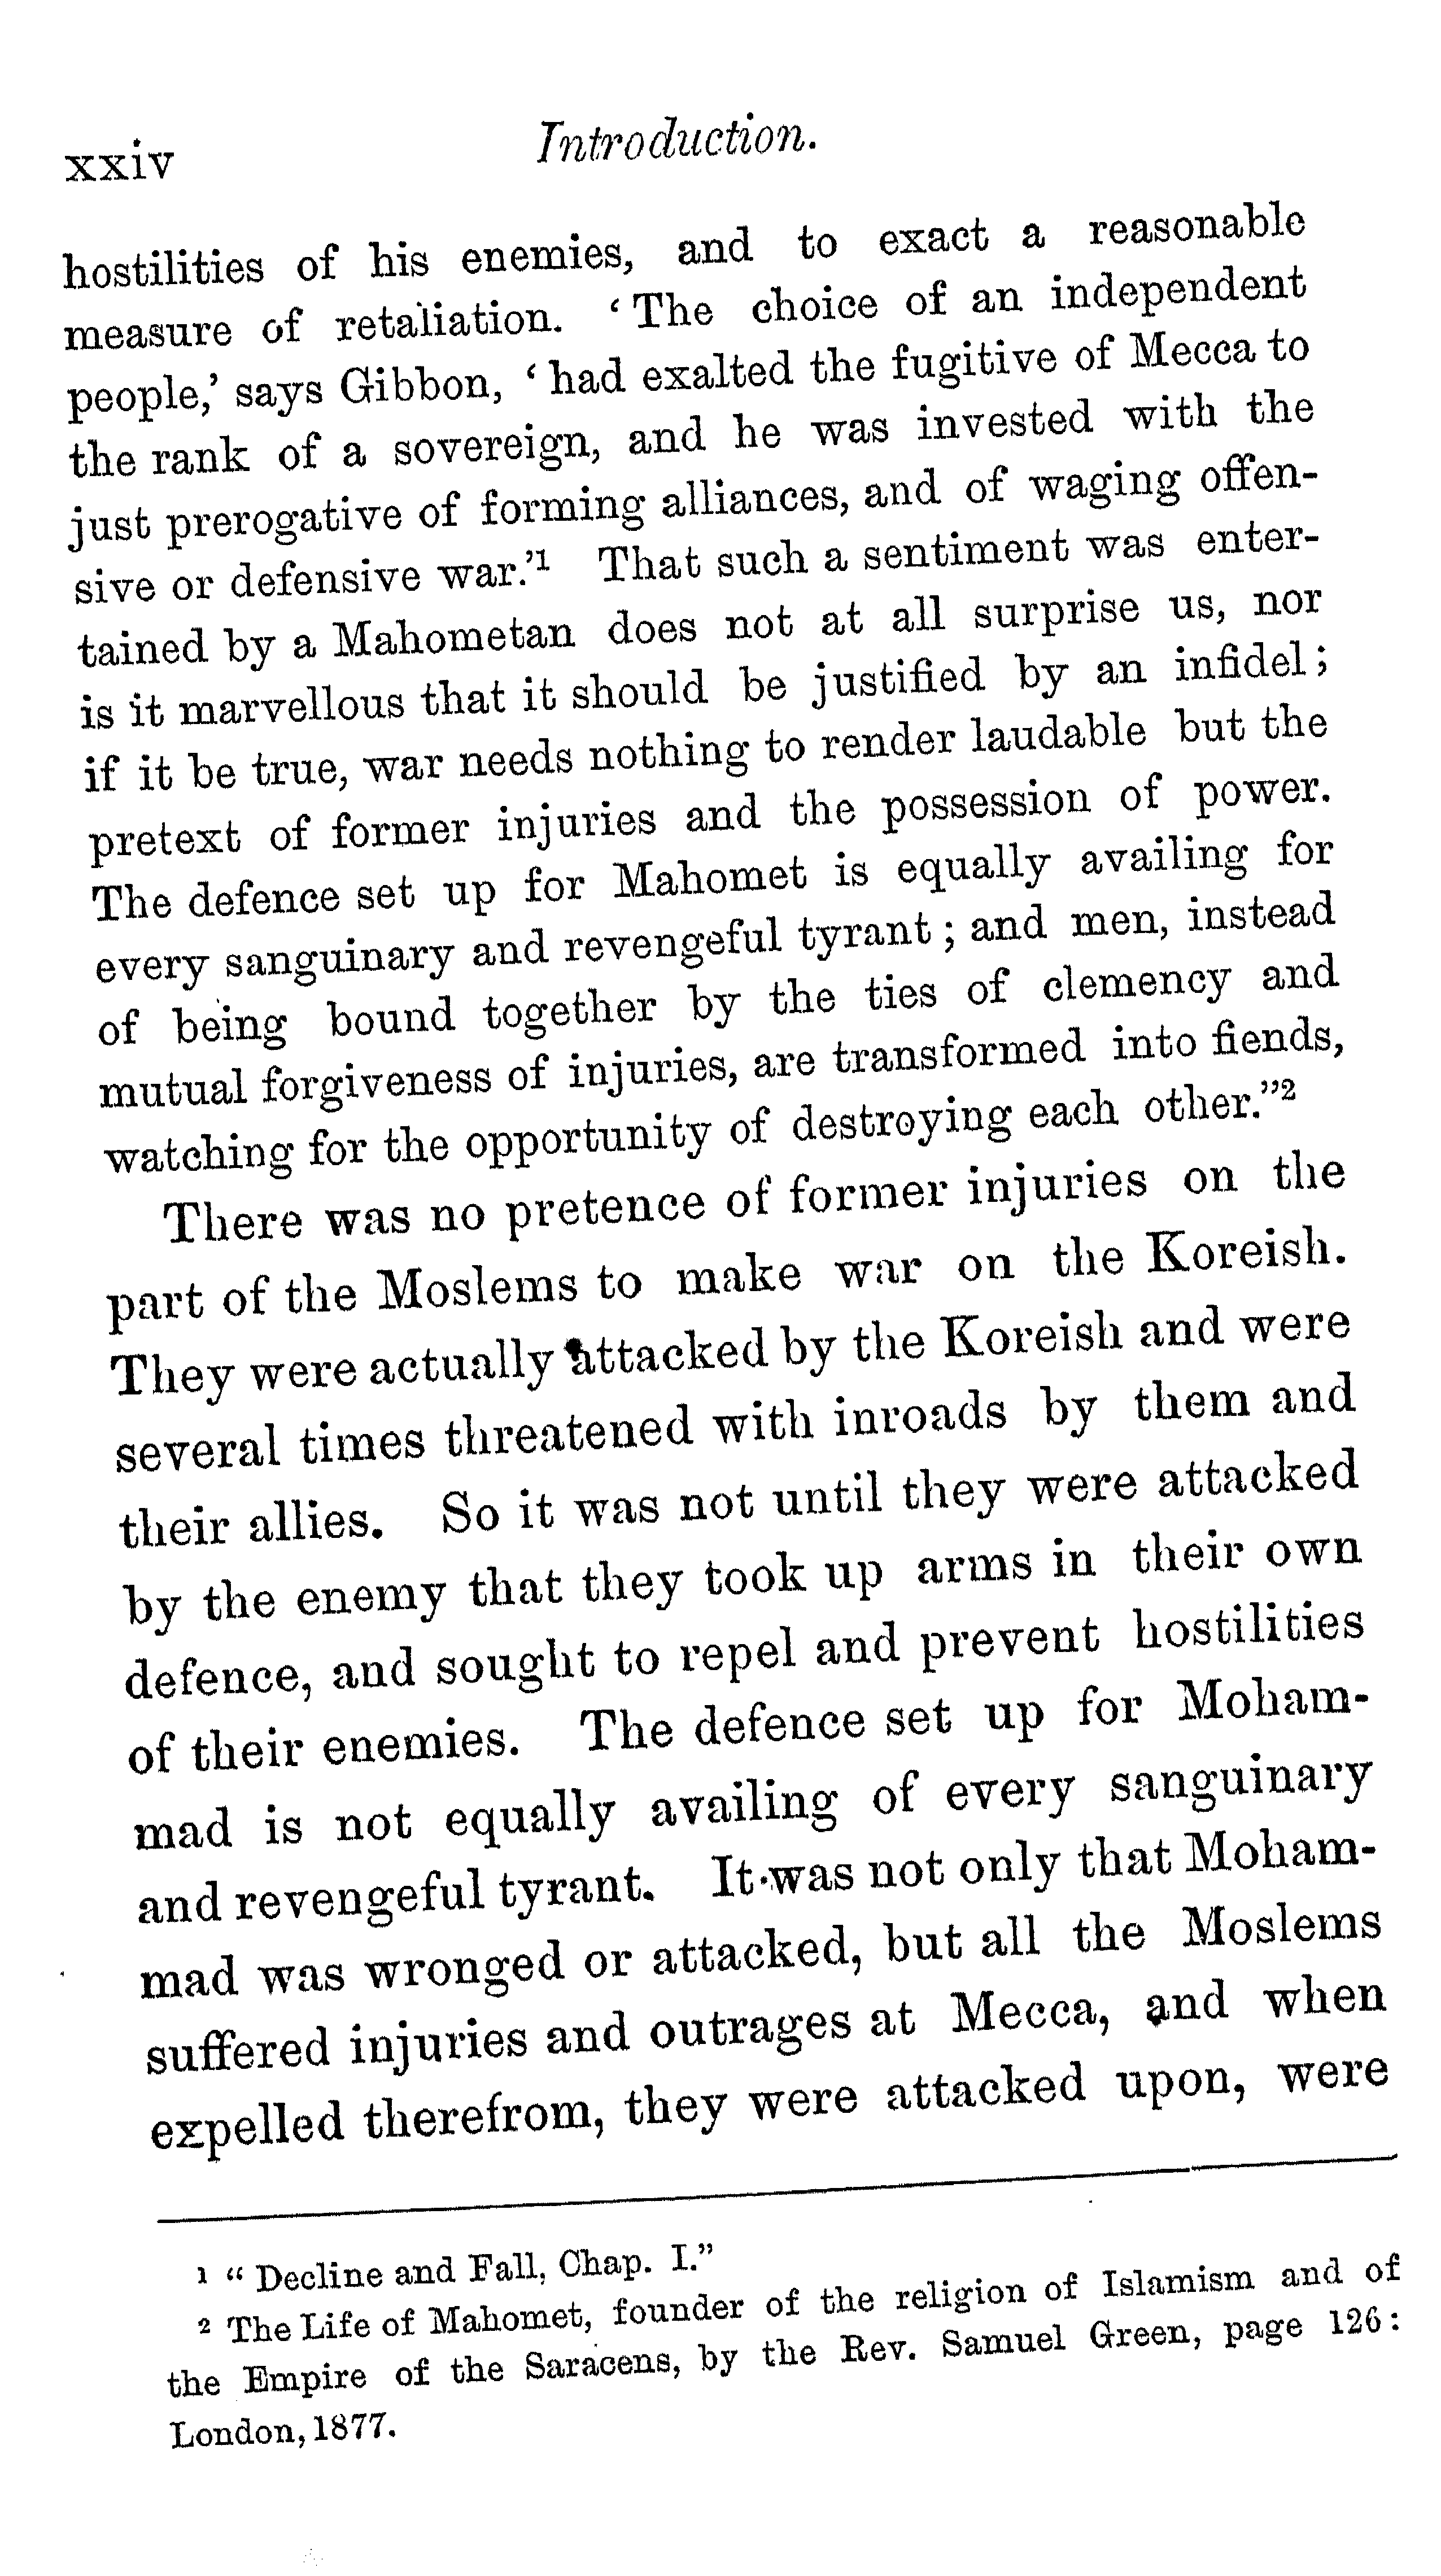 xxiv Introduction.
hostilities of his enemies, and to exact a reasonable
measure of retaliation. ‘The choice of an independent
people,’ says Gibbon, ‘had exalted the fugitive of Mecca to
the rank of a sovereign, and he was invested with the
just prerogative of forming alliances, and of waging offen-
sive or defensive war.’¹ That such a sentiment was enter-
tained by a Mahometan does not at all surprise us, nor
is it marvellous that it should be justified by an infidel;
if it be true, war needs nothing to render laudable but the
pretext of former injuries and the possession of power.
The defence set up for Mahomet is equally availing for
every sanguinary and revengeful tyrant; and men, instead
of being bound together by the ties of clemency and
mutual forgiveness of injuries, are transformed into fiends,
watching for the opportunity of destroying each other.”²
There was no pretence of former injuries on the
part of the Moslems to make war on the Koreish.
They were actually attacked by the Koreish and were
several times threatened with inroads by them and
their allies. So it was not until they were attacked
by the enemy that they took up arms in their own
defence, and sought to repel and prevent hostilities
of their enemies. The defence set up for Moham-
mad is not equally availing of every sanguinary
and revengeful tyrant. It was not only that Moham-
mad was wronged or attacked, but all the Moslems
suffered injuries and outrages at Mecca, and when
expelled therefrom, they were attacked upon, were
¹ “Decline and Fall, Chap. I.”
² The Life of Mahomet, founder of the religion of Islamism and of
the Empire of the Saracens, by the Rev. Samuel Green, page 126:
London, 1877.